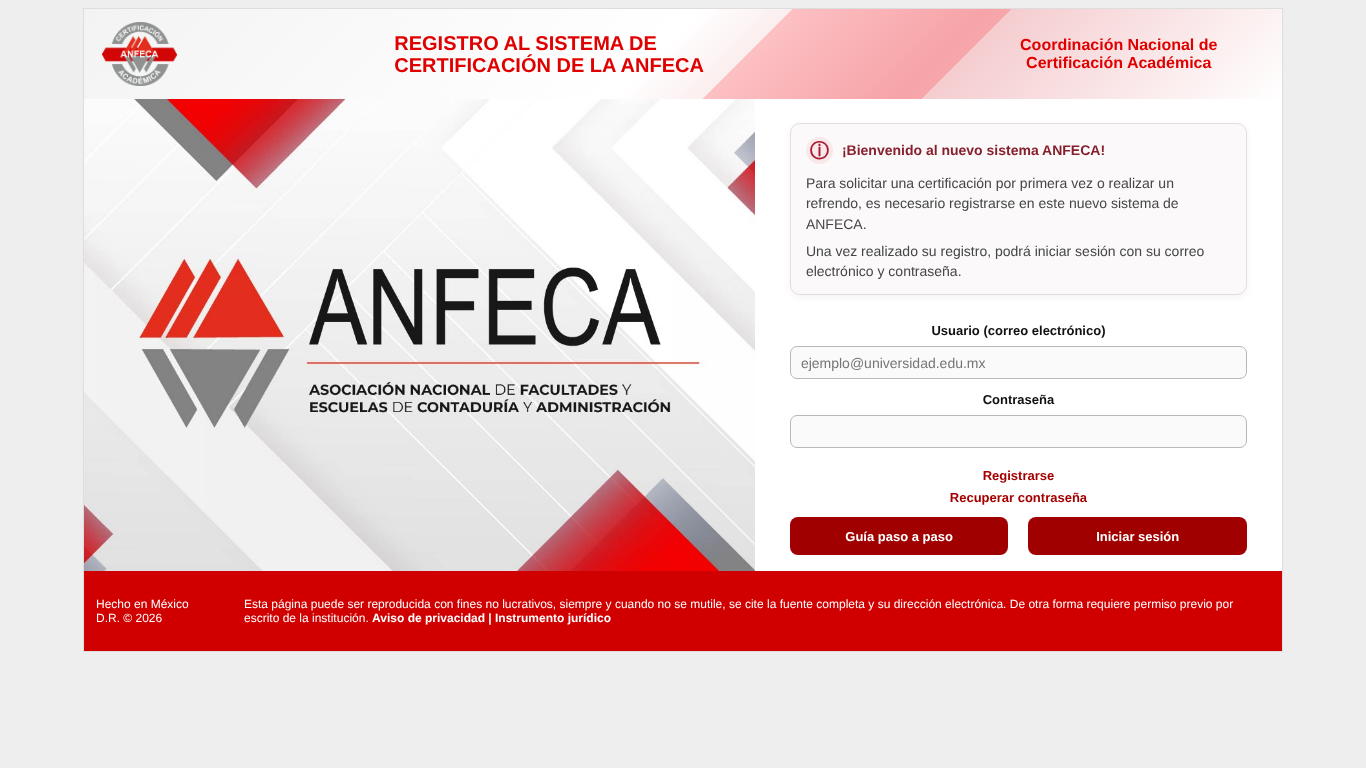 CERTIFICACIÓN
ANFECA
ACADÉMICA
REGISTRO AL SISTEMA DE
CERTIFICACIÓN DE LA ANFECA
Coordinación Nacional de
Certificación Académica
ANFECA
ASOCIACIÓN NACIONAL DE FACULTADES Y
ESCUELAS DE CONTADURÍA Y ADMINISTRACIÓN
¡Bienvenido al nuevo sistema ANFECA!
Para solicitar una certificación por primera vez o realizar un
refrendo, es necesario registrarse en este nuevo sistema de
ANFECA.
Una vez realizado su registro, podrá iniciar sesión con su correo
electrónico y contraseña.
Usuario (correo electrónico)
ejemplo@universidad.edu.mx
Contraseña
Registrarse
Recuperar contraseña
Guía paso a paso
Iniciar sesión
Hecho en México
D.R. © 2026
Esta página puede ser reproducida con fines no lucrativos, siempre y cuando no se mutile, se cite la fuente completa y su dirección electrónica. De otra forma requiere permiso previo por
escrito de la institución. Aviso de privacidad | Instrumento jurídico